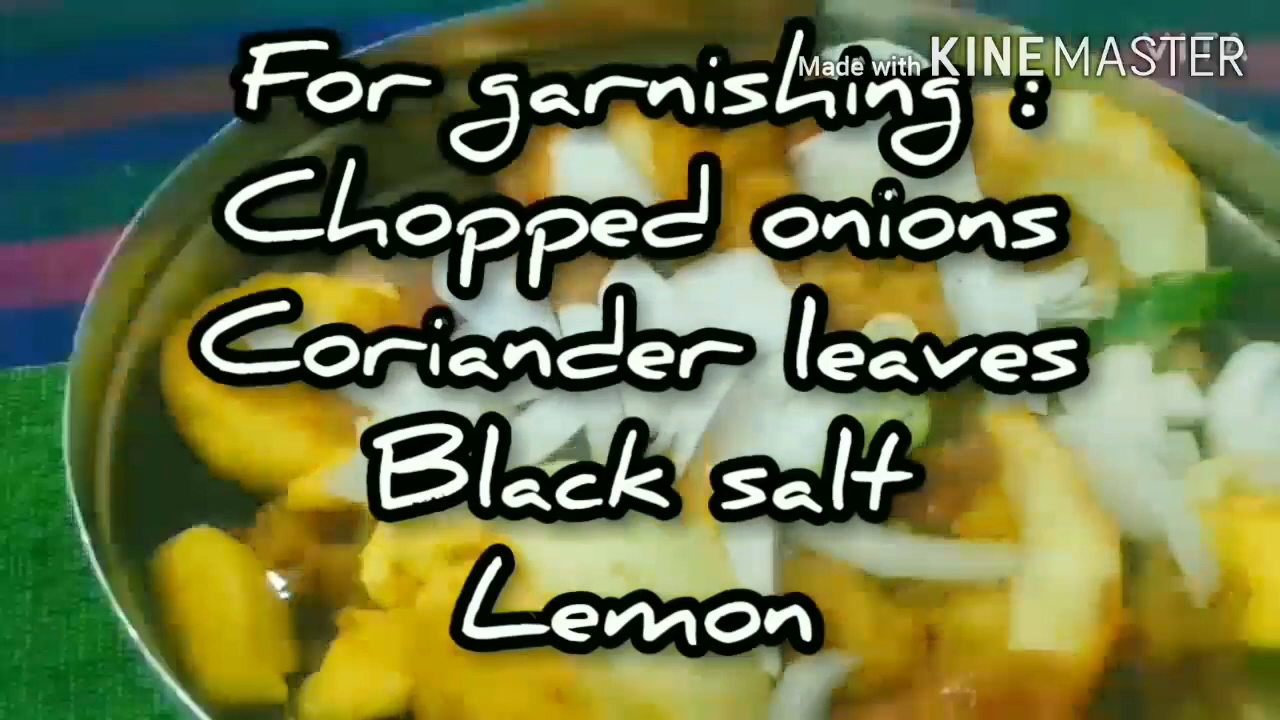 Made with KINEMASTER
For garnishing :
Chopped onions
Coriander leaves
Black salt
Lemon